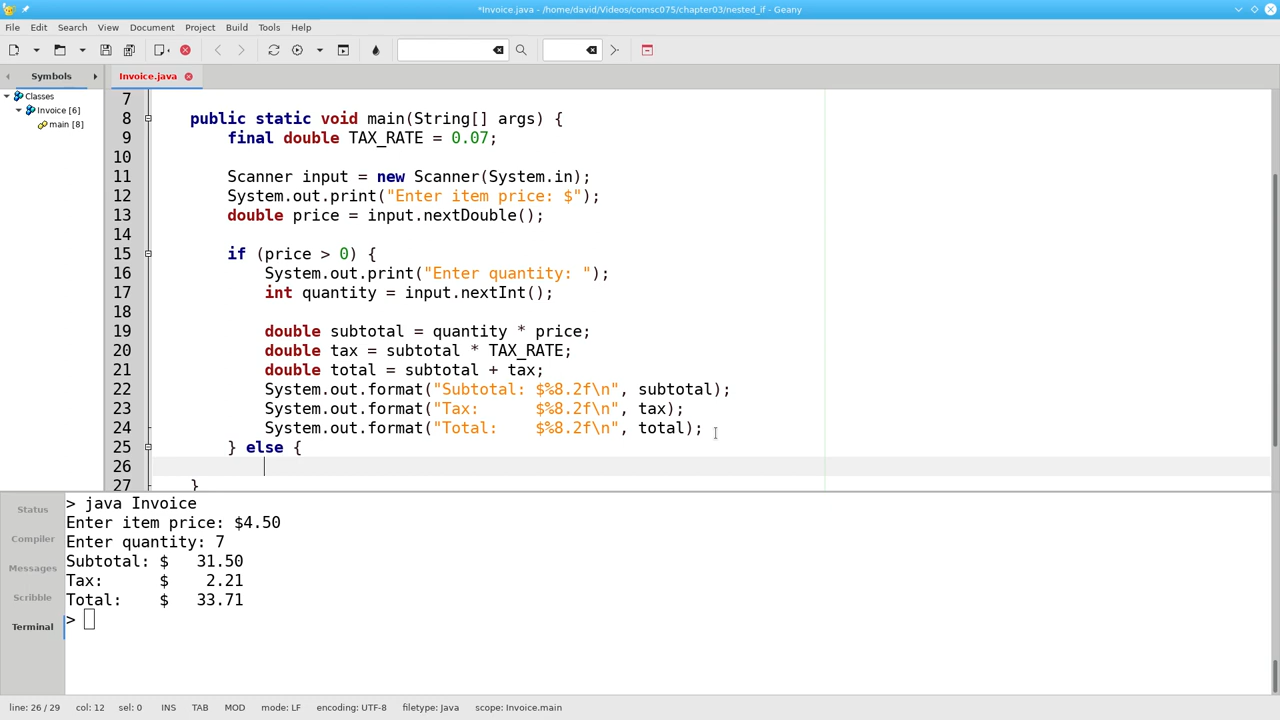 *Invoice.java - /home/david/Videos/comsc075/chapter03/nested_if - Geany
File Edit Search View Document Project Build Tools Help
Symbols
Invoice.java
Classes
Invoice [6]
main [8]
7
8 public static void main(String[] args) {
9 final double TAX_RATE = 0.07;
10
11 Scanner input = new Scanner(System.in);
12 System.out.print("Enter item price: $");
13 double price = input.nextDouble();
14
15 if (price > 0) {
16 System.out.print("Enter quantity: ");
17 int quantity = input.nextInt();
18
19 double subtotal = quantity * price;
20 double tax = subtotal * TAX_RATE;
21 double total = subtotal + tax;
22 System.out.format("Subtotal: $%8.2f\n", subtotal);
23 System.out.format("Tax:      $%8.2f\n", tax);
24 System.out.format("Total:    $%8.2f\n", total);
25 } else {
26
27 }
Status
Compiler
Messages
Scribble
Terminal
> java Invoice
Enter item price: $4.50
Enter quantity: 7
Subtotal: $   31.50
Tax:      $    2.21
Total:    $   33.71
>
line: 26 / 29 col: 12 sel: 0 INS TAB MOD mode: LF encoding: UTF-8 filetype: Java scope: Invoice.main